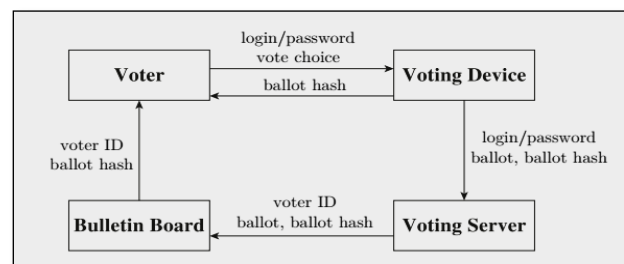 login/password
vote choice
Voter
Voting Device
ballot hash
voter ID
ballot hash
login/password
ballot, ballot hash
voter ID
ballot, ballot hash
Bulletin Board
Voting Server